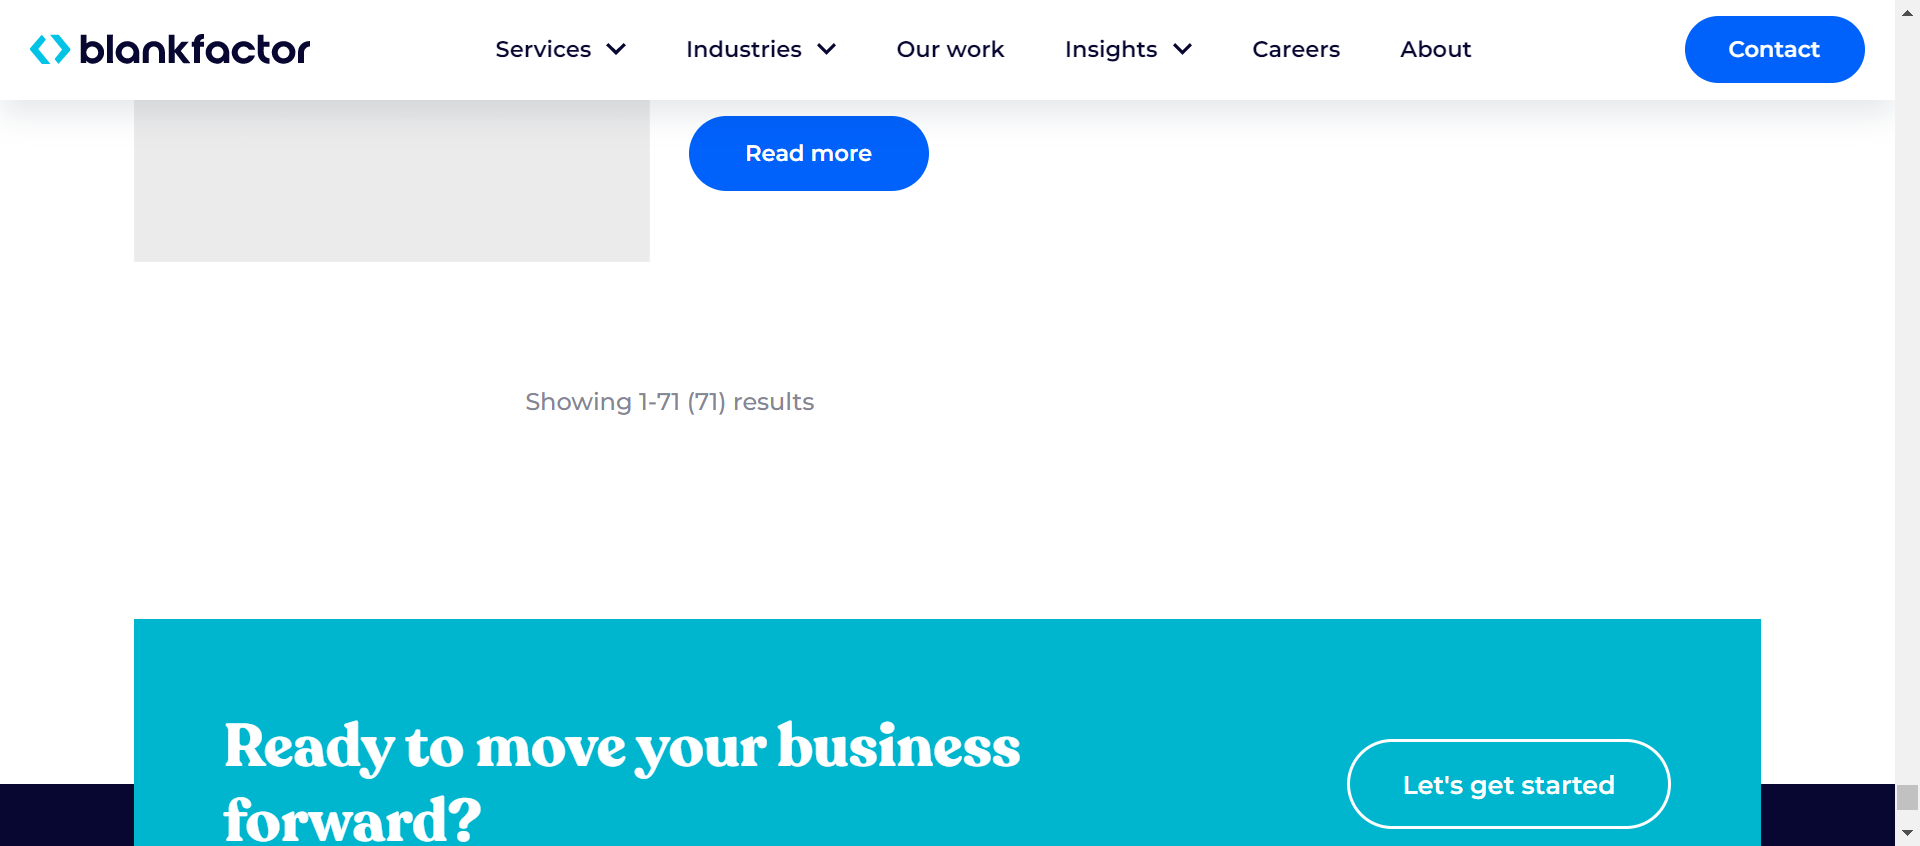 blankfactor
Services
Industries
Our work
Insights
Careers
About
Contact
Read more
Showing 1-71 (71) results
Ready to move your business
forward?
Let's get started